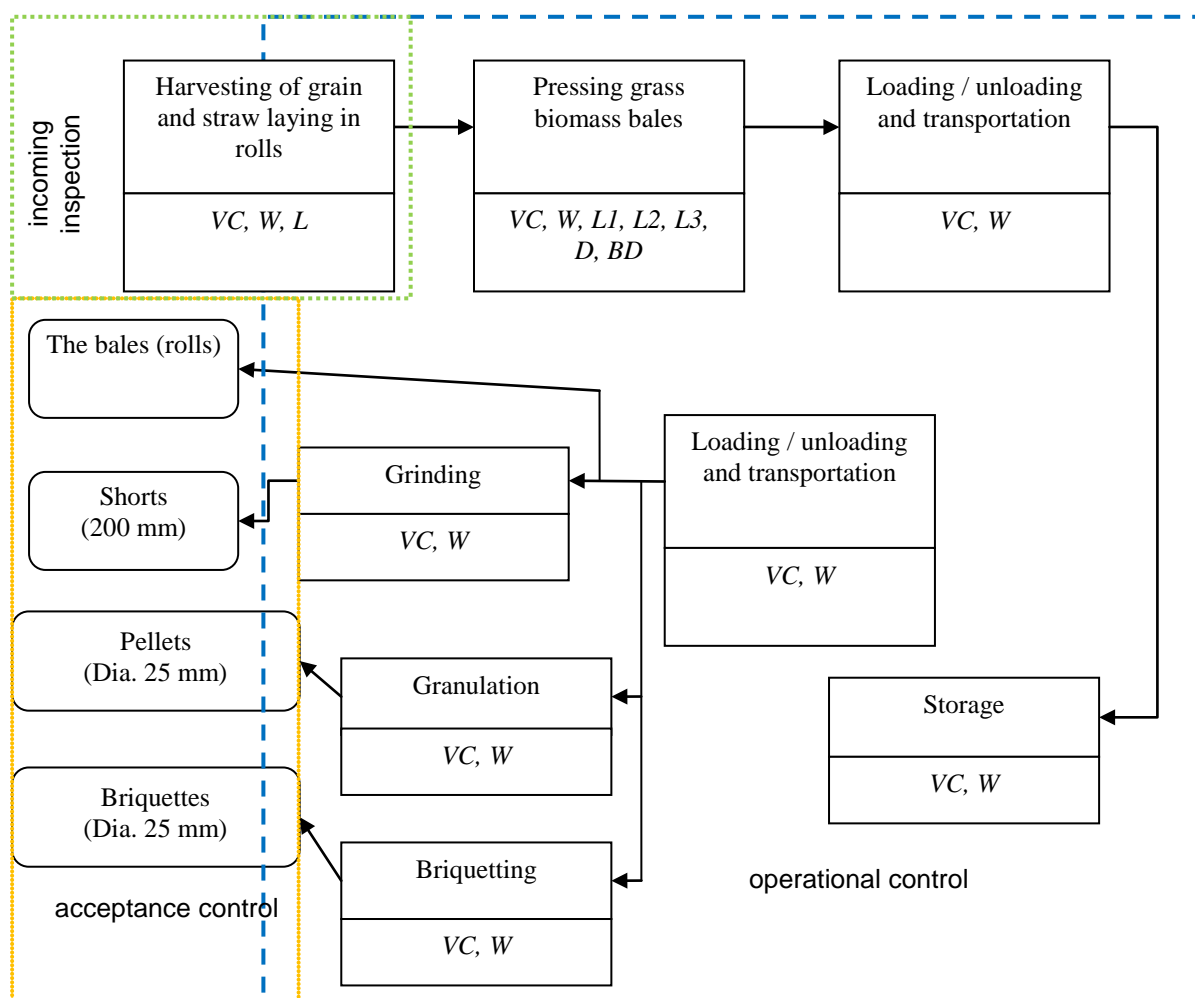 incoming
inspection
Harvesting of grain
and straw laying in
rolls
VC, W, L
Pressing grass
biomass bales
VC, W, L1, L2, L3,
D, BD
Loading / unloading
and transportation
VC, W
The bales (rolls)
Shorts
(200 mm)
Grinding
VC, W
Loading / unloading
and transportation
VC, W
Pellets
(Dia. 25 mm)
Granulation
VC, W
Storage
VC, W
Briquettes
(Dia. 25 mm)
Briquetting
VC, W
acceptance control
operational control